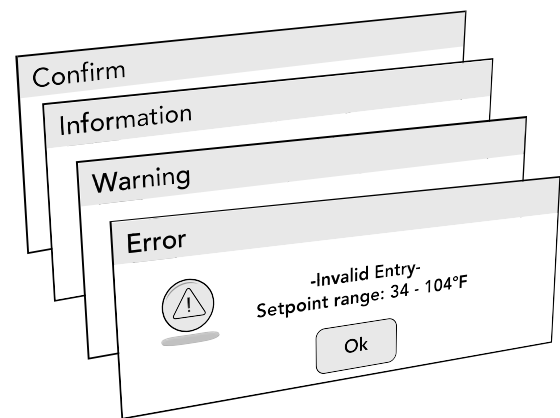 Confirm
Information
Warning
Error
!
-Invalid Entry-
Setpoint range: 34 - 104°F
Ok